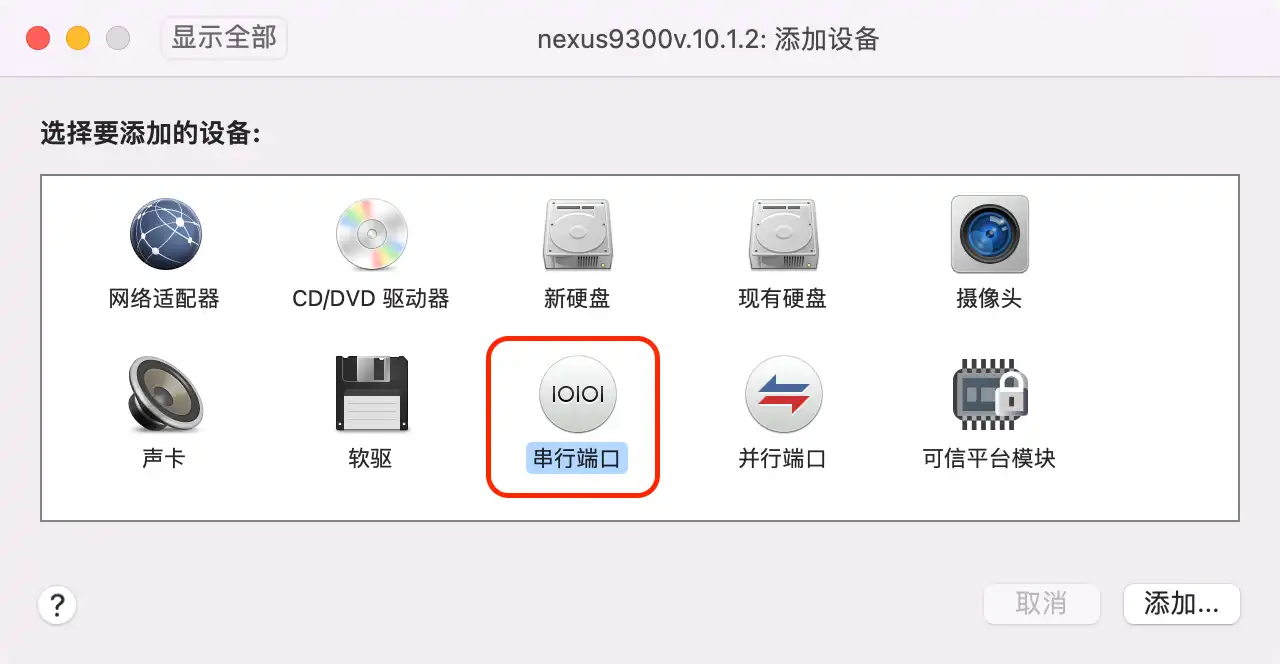 显示全部
nexus9300v.10.1.2: 添加设备
选择要添加的设备:
网络适配器
CD/DVD 驱动器
新硬盘
现有硬盘
摄像头
IOIOI
声卡
软驱
串行端口
并行端口
可信平台模块
?
取消
添加...